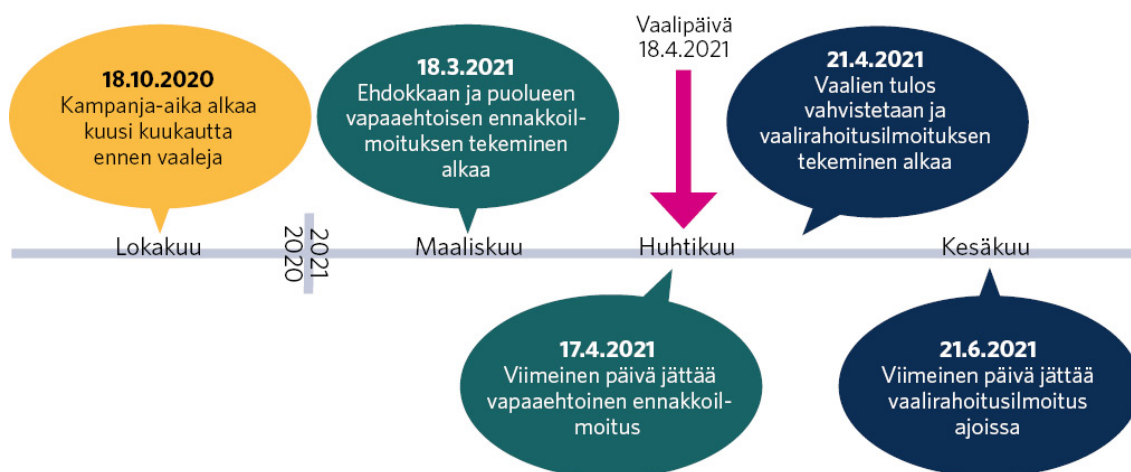 18.10.2020
Kampanja-aika alkaa
kuusi kuukautta
ennen vaaleja
18.3.2021
Ehdokkaan ja puolueen
vapaaehtoisen ennakkoil-
moituksen tekeminen
alkaa
Vaalipäivä
18.4.2021
21.4.2021
Vaalien tulos
vahvistetaan ja
vaalirahoitusilmoituksen
tekeminen alkaa
Lokakuu
2020
2021
Maaliskuu
Huhtikuu
Kesäkuu
17.4.2021
Viimeinen päivä jättää
vapaaehtoinen ennakkoil-
moitus
21.6.2021
Viimeinen päivä jättää
vaalirahoitusilmoitus
ajoissa